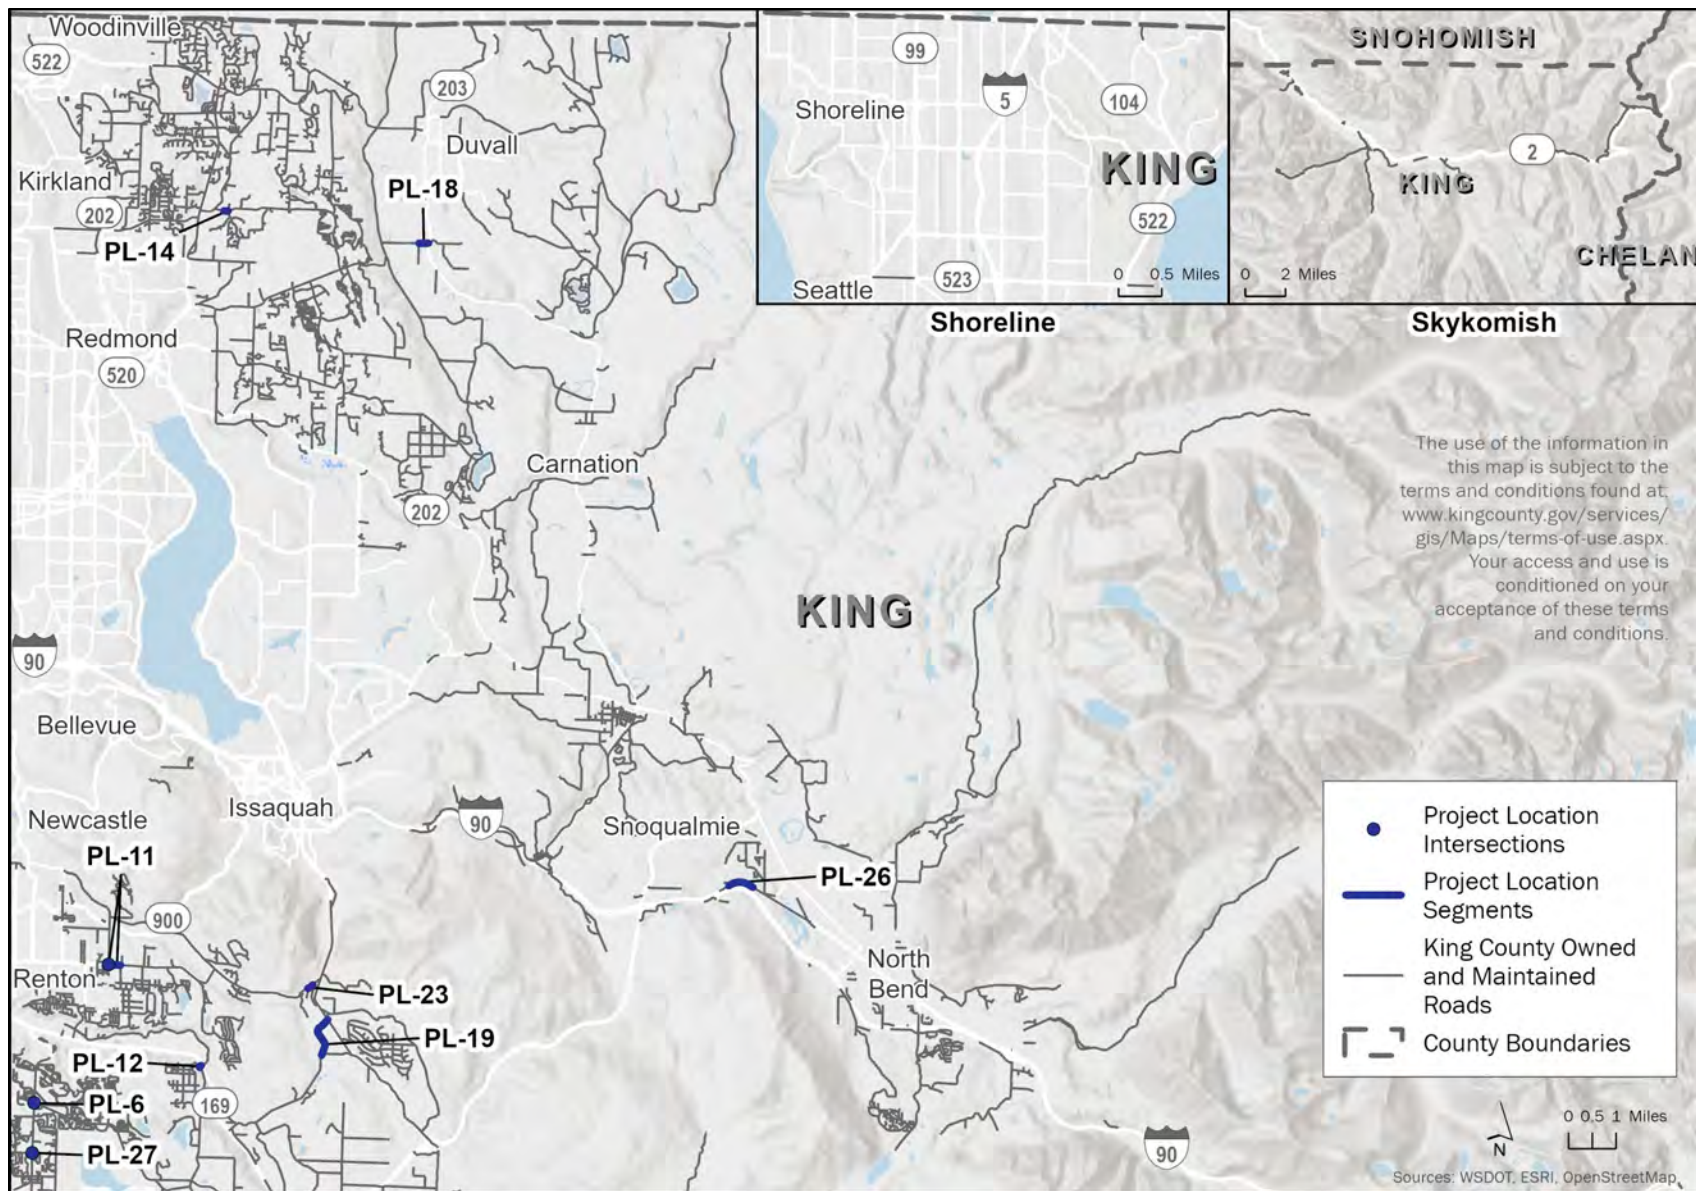 Woodinville
522
203
Duvall
Kirkland
202
PL-18
PL-14
Redmond
520
Carnation
202
KING
90
Bellevue
Issaquah
90
Newcastle
Snoqualmie
PL-11
PL-26
900
Renton
North
Bend
PL-23
PL-19
PL-12
PL-6
169
PL-27
90
99
5
104
Shoreline
KING
522
523
Seattle
0 0.5 Miles
Shoreline
SNOHOMISH
2
KING
CHELAN
0 2 Miles
Skykomish
The use of the information in
this map is subject to the
terms and conditions found at:
www.kingcounty.gov/services/
gis/Maps/terms-of-use.aspx.
Your access and use is
conditioned on your
acceptance of these terms
and conditions.
Project Location
Intersections
Project Location
Segments
King County Owned
and Maintained
Roads
County Boundaries
N
0 0.5 1 Miles
Sources: WSDOT, ESRI, OpenStreetMap